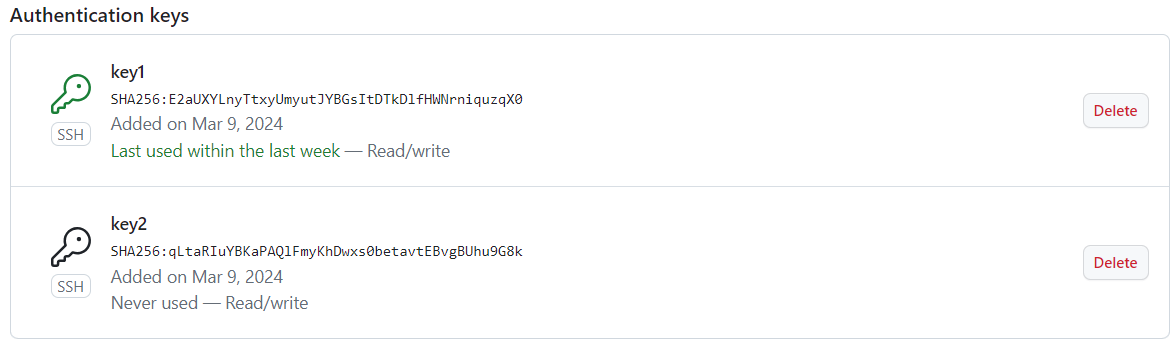 Authentication keys
key1
SHA256:E2aUXYLnyTtxyUmyutJYBGsItDTkDlfHWNrniquzqX0
Added on Mar 9, 2024
SSH
Delete
Last used within the last week — Read/write
key2
SHA256:qLtaRIuYBKaPAQlFmyKhDwxs0betavtEBvgBUhu9G8k
Added on Mar 9, 2024
SSH
Delete
Never used — Read/write